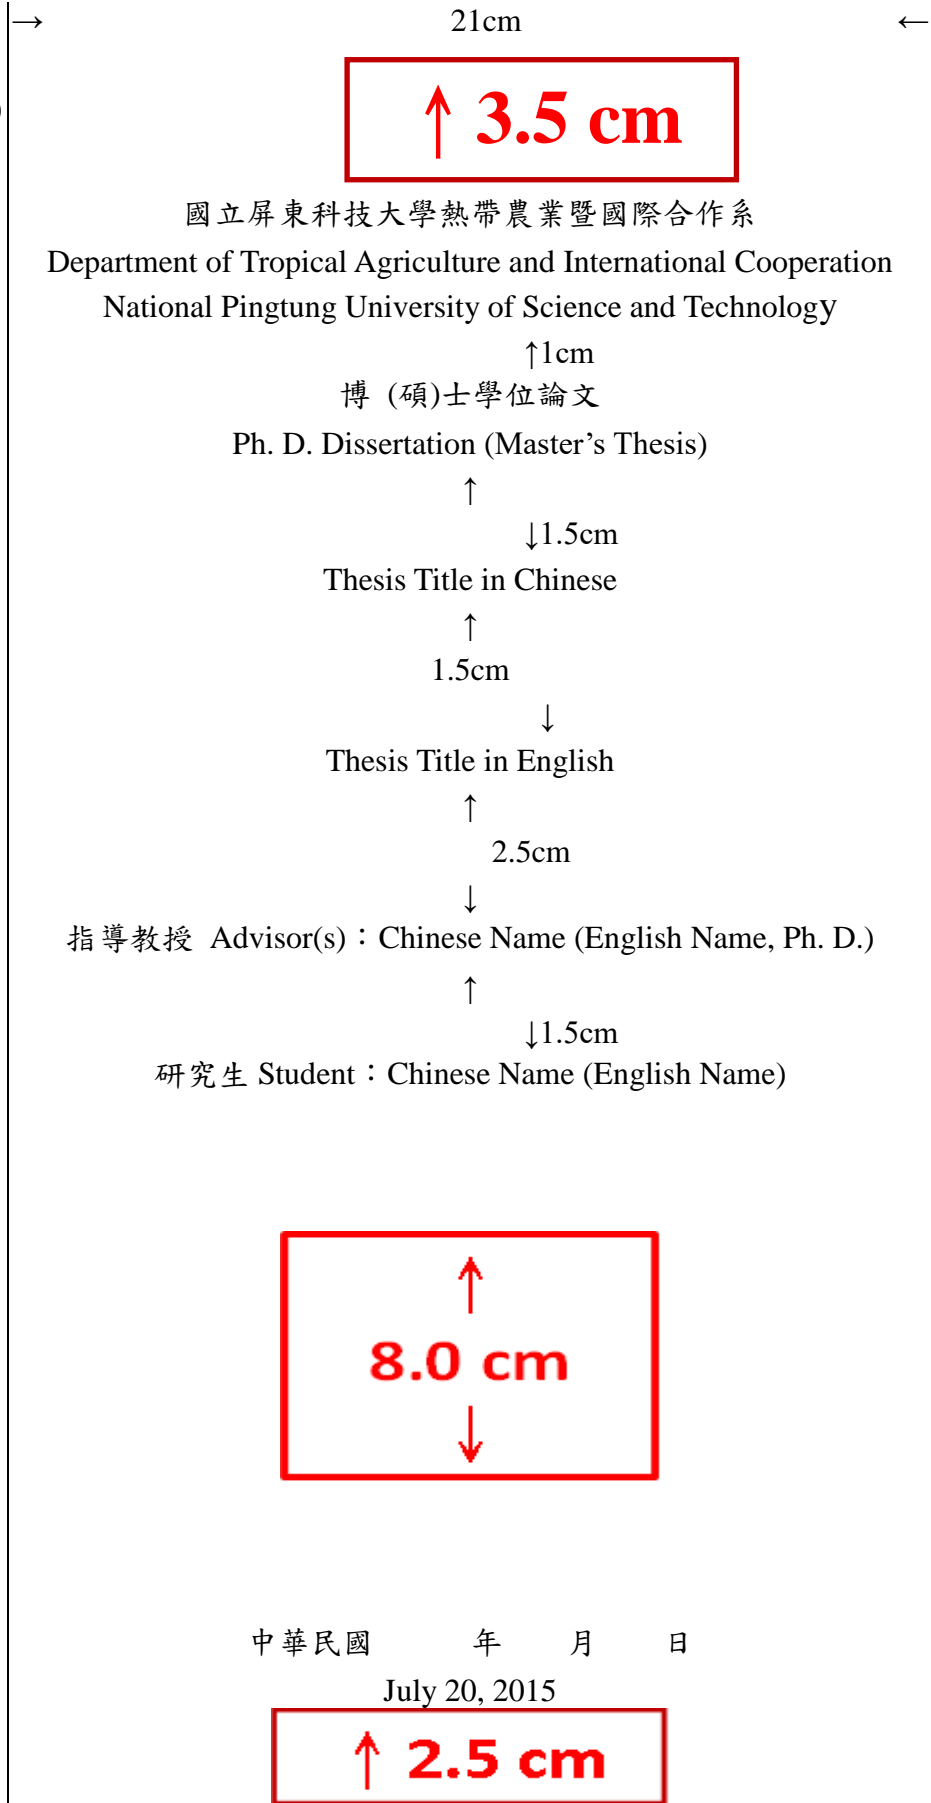 → 21cm ←
↑ 3.5 cm
國立屏東科技大學熱帶農業暨國際合作系
Department of Tropical Agriculture and International Cooperation
National Pingtung University of Science and Technology
↑1cm
博 (碩)士學位論文
Ph. D. Dissertation (Master’s Thesis)
↑
↓1.5cm
Thesis Title in Chinese
↑
1.5cm
↓
Thesis Title in English
↑
2.5cm
↓
指導教授 Advisor(s)：Chinese Name (English Name, Ph. D.)
↑
↓1.5cm
研究生 Student：Chinese Name (English Name)
↑
8.0 cm
↓
中華民國 年 月 日
July 20, 2015
↑ 2.5 cm